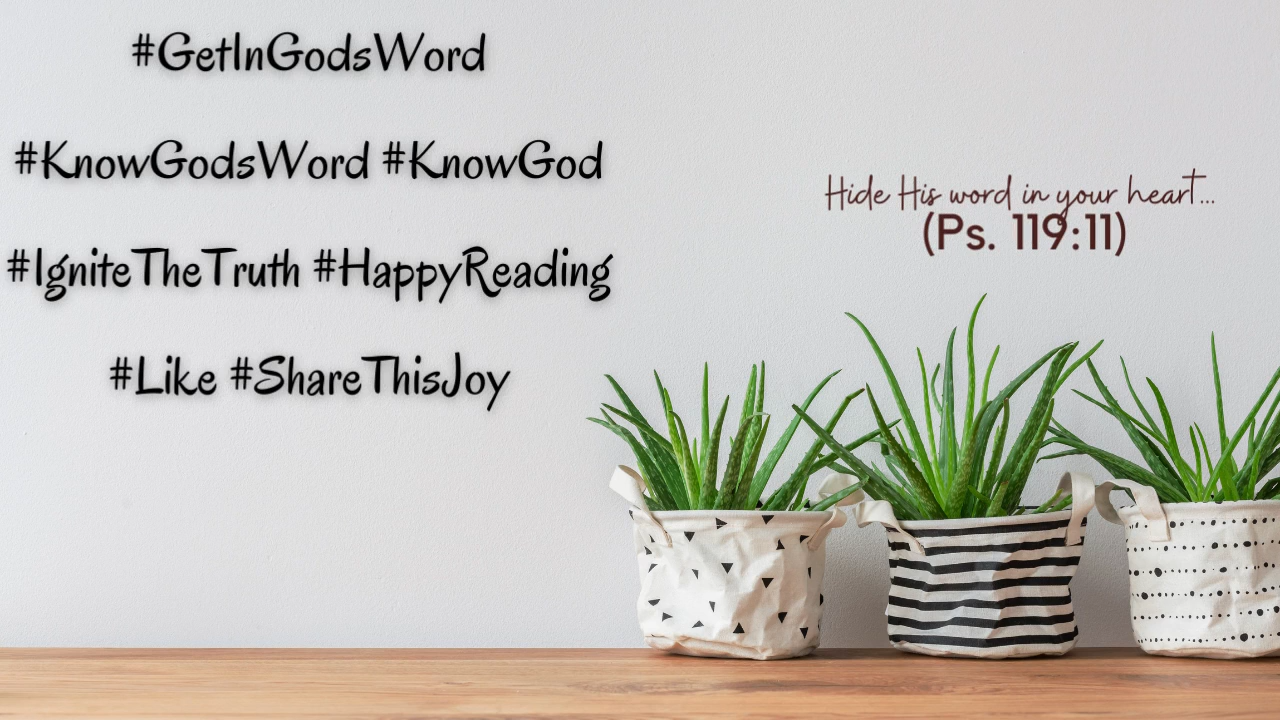 #GetInGodsWord
#KnowGodsWord #KnowGod
#IgniteTheTruth #HappyReading
#Like #ShareThisJoy
Hide His word in your heart...
(Ps. 119:11)